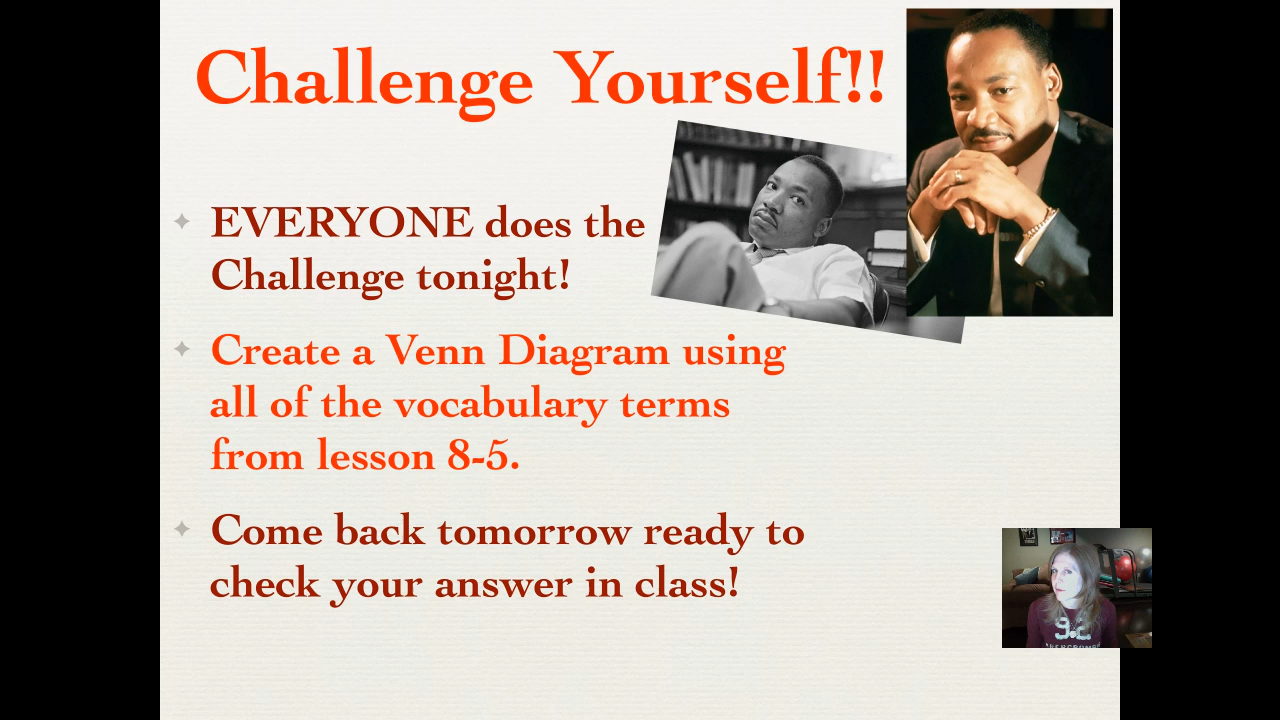 Challenge Yourself!!
EVERYONE does the
Challenge tonight!
Create a Venn Diagram using
all of the vocabulary terms
from lesson 8-5.
Come back tomorrow ready to
check your answer in class!
92